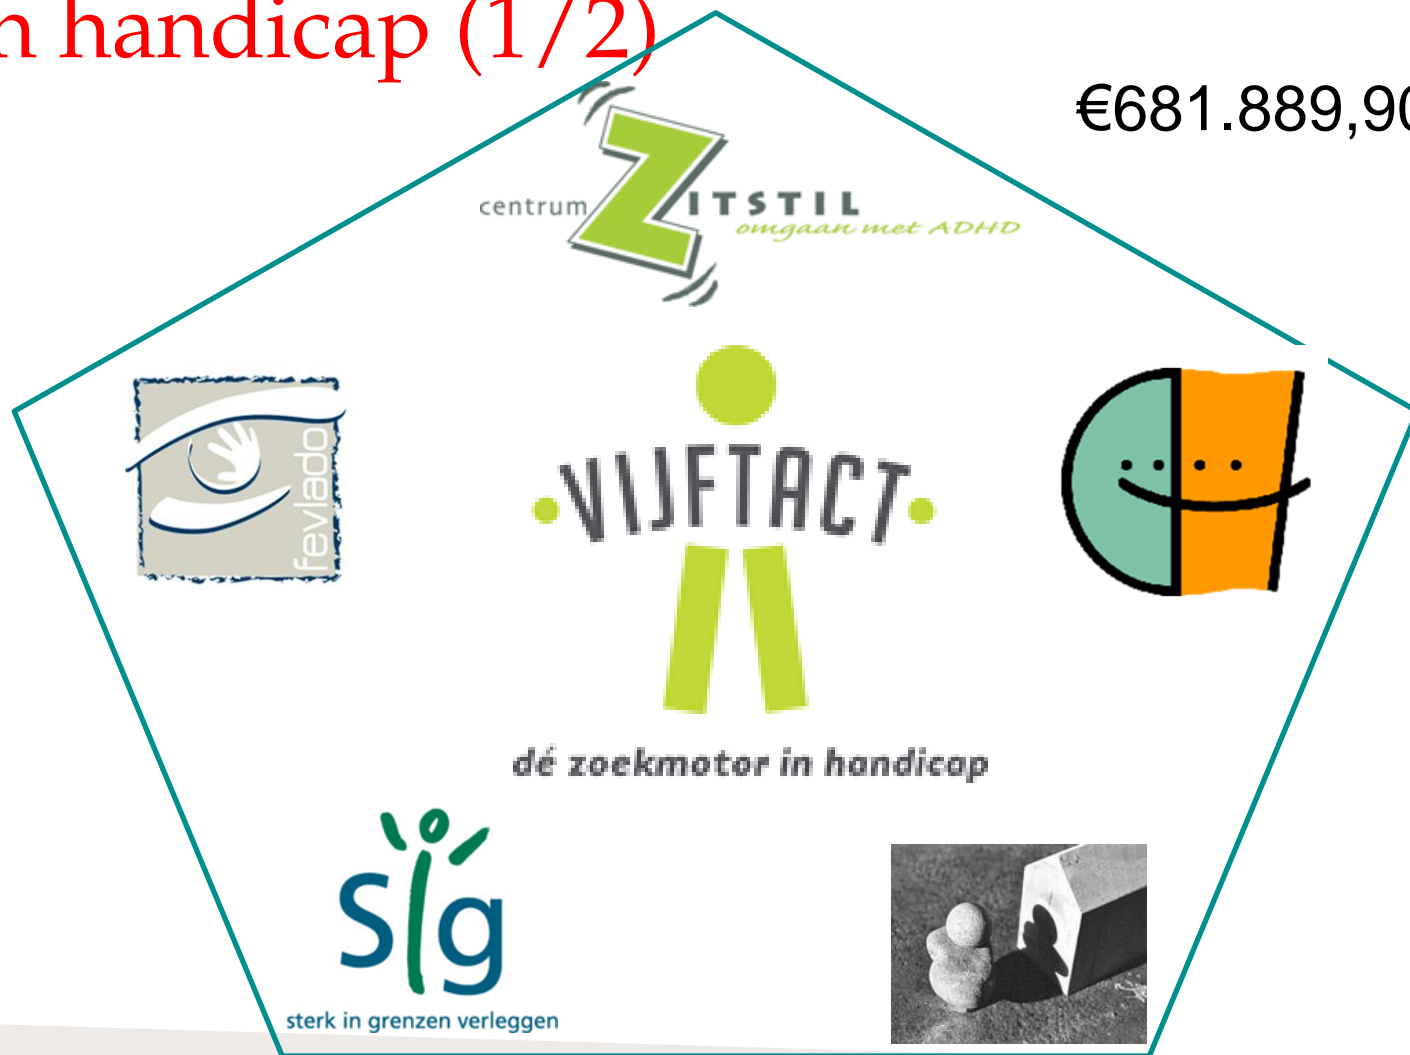 n handicap (1/2)
€681.889,90
centrum ZITSTIL
omgaan met ADHD
fevlado
VIJFTACT
dé zoekmotor in handicap
sig
sterk in grenzen verleggen